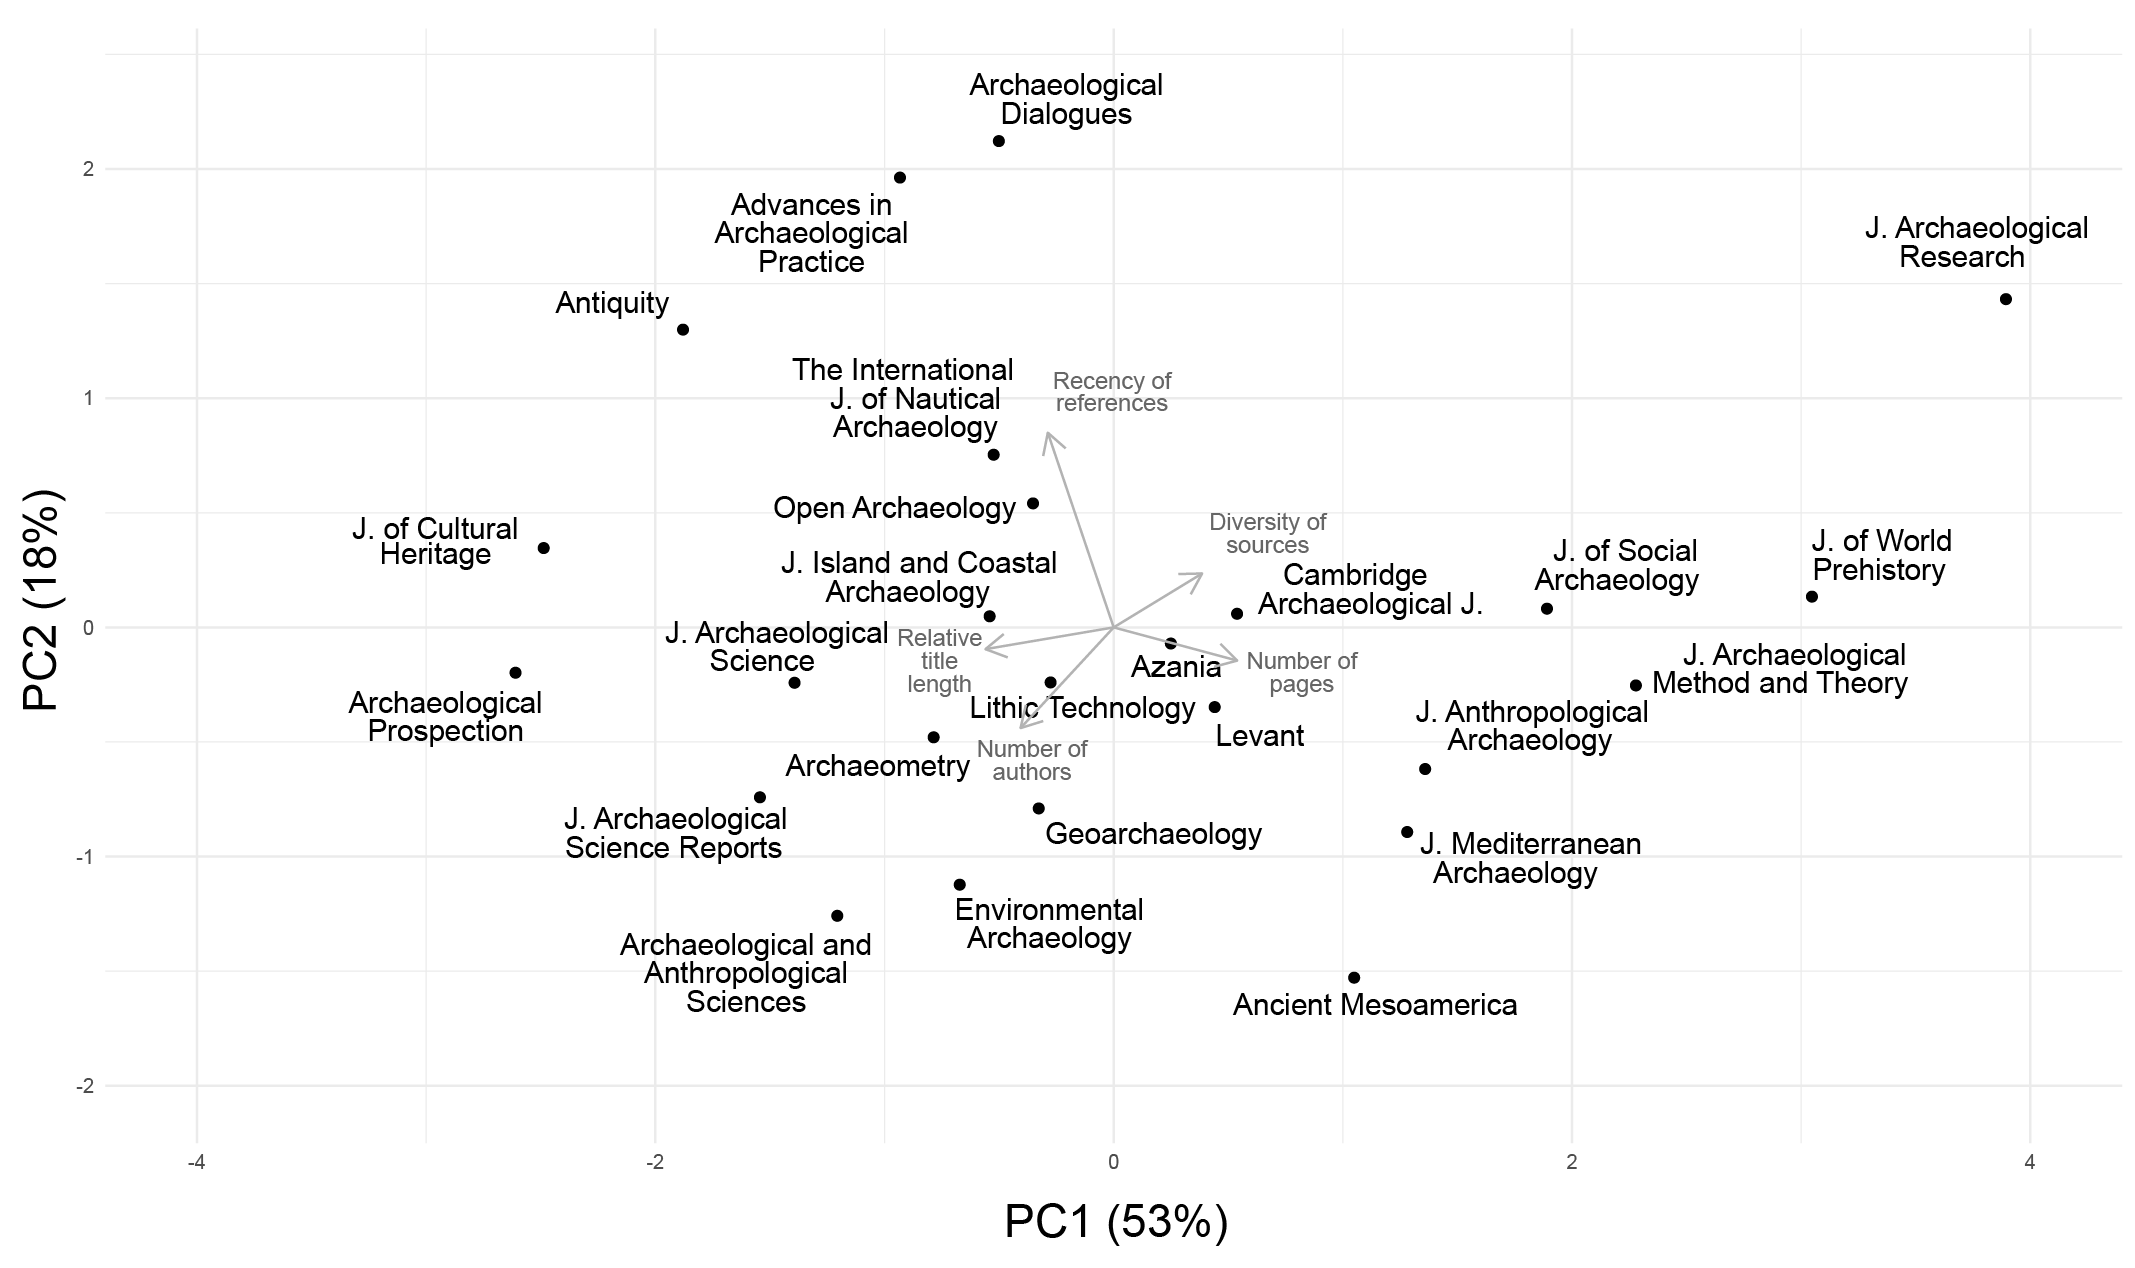 Archaeological
Dialogues
2
Advances in
Archaeological
Practice
J. Archaeological
Research
Antiquity
The International
J. of Nautical
Archaeology
Recency of
references
1
Open Archaeology
J. of Cultural
Heritage
Diversity of
sources
J. of Social
Archaeology
J. of World
Prehistory
J. Island and Coastal
Archaeology
Cambridge
Archaeological J.
0
J. Archaeological
Science
Relative
title
length
Azania
Number of
pages
J. Archaeological
Method and Theory
Archaeological
Prospection
Lithic Technology
Levant
J. Anthropological
Archaeology
Archaeometry
Number of
authors
J. Archaeological
Science Reports
Geoarchaeology
J. Mediterranean
Archaeology
-1
Environmental
Archaeology
Archaeological and
Anthropological
Sciences
Ancient Mesoamerica
-2
PC2 (18%)
-4
-2
0
2
4
PC1 (53%)